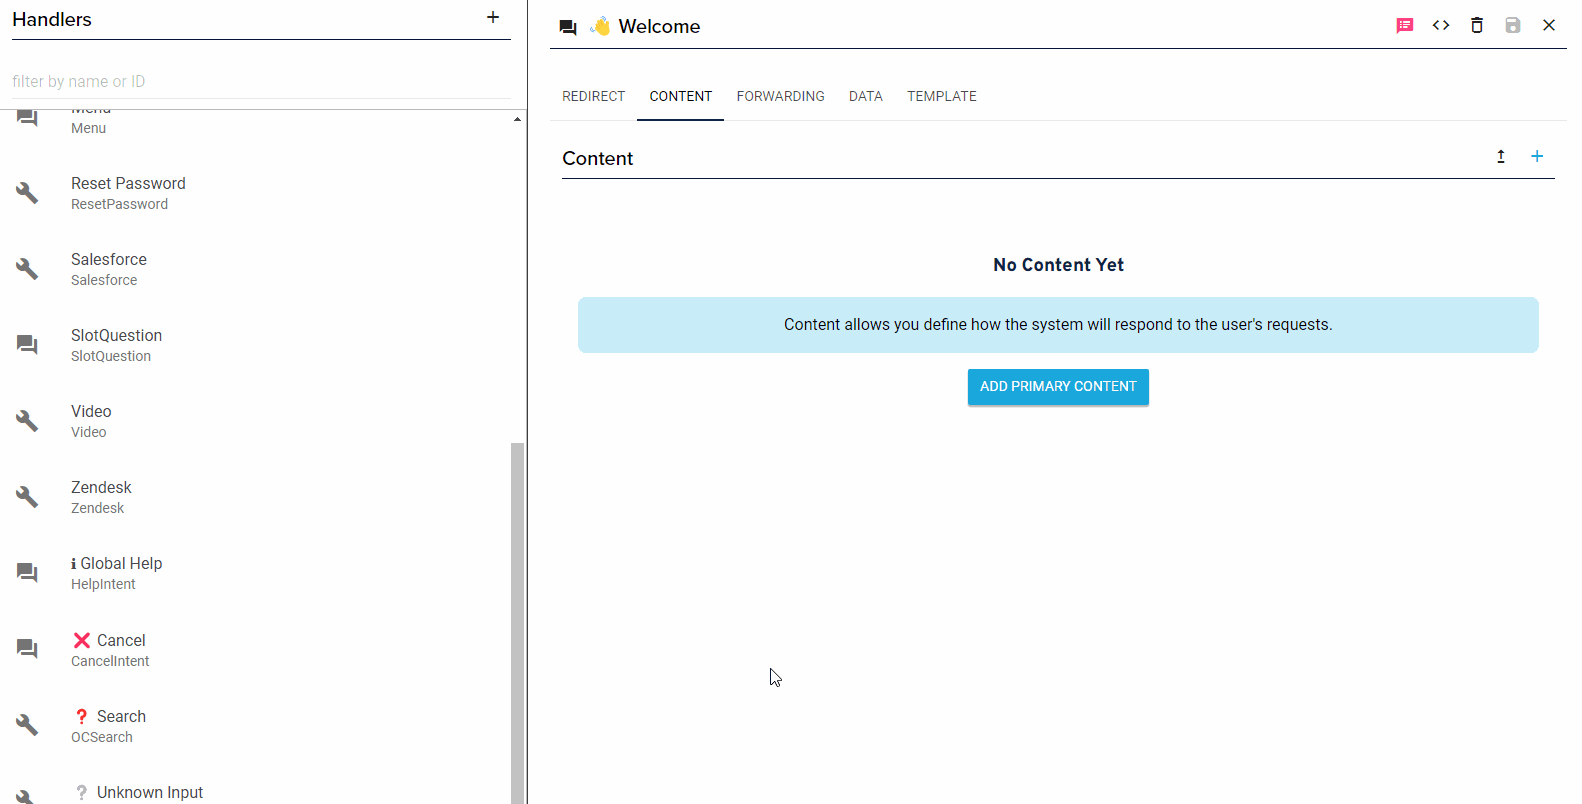 Handlers
filter by name or ID
Menu
Menu
Reset Password
ResetPassword
Salesforce
Salesforce
SlotQuestion
SlotQuestion
Video
Video
Zendesk
Zendesk
ℹ Global Help
HelpIntent
❌ Cancel
CancelIntent
❓ Search
OCSearch
❔ Unknown Input
👋 Welcome
REDIRECT CONTENT FORWARDING DATA TEMPLATE
Content
No Content Yet
Content allows you define how the system will respond to the user's requests.
ADD PRIMARY CONTENT